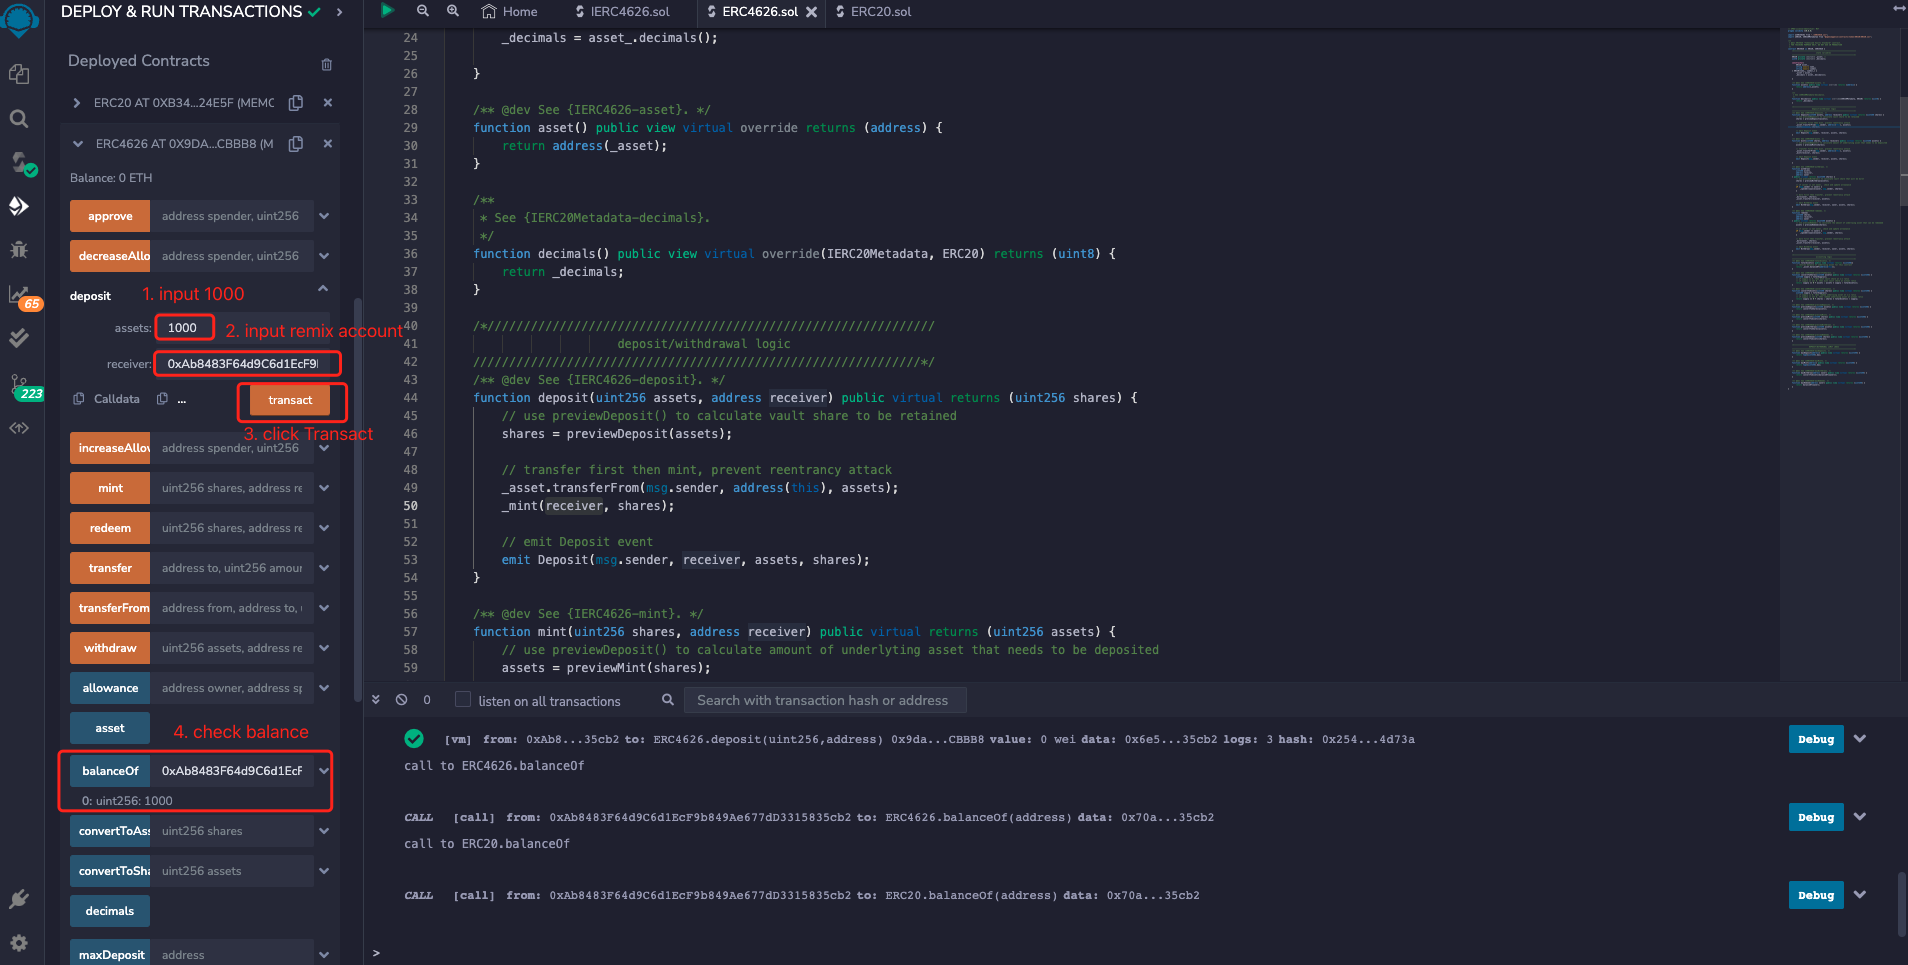 DEPLOY & RUN TRANSACTIONS
Deployed Contracts
ERC20 AT 0XB34...24E5F (MEMO
ERC4626 AT 0X9DA...CBBB8 (M
Balance: 0 ETH
approve address spender, uint256
decreaseAllo address spender, uint256
deposit 1. input 1000
assets: 1000 2. input remix account
receiver: 0xAb8483F64d9C6d1EcF9
Calldata ... transact
3. click Transact
increaseAllow address spender, uint256
mint uint256 shares, address re
redeem uint256 shares, address re
transfer address to, uint256 amour
transferFrom address from, address to,
withdraw uint256 assets, address re
allowance address owner, address sp
asset 4. check balance
balanceOf 0xAb8483F64d9C6d1EcF
0: uint256: 1000
convertToAss uint256 shares
convertToSha uint256 assets
decimals
maxDeposit address
65
223
Home IERC4626.sol ERC4626.sol ERC20.sol
24 _decimals = asset_.decimals();
25
26 }
27
28 /** @dev See {IERC4626-asset}. */
29 function asset() public view virtual override returns (address) {
30 return address(_asset);
31 }
32
33 /**
34 * See {IERC20Metadata-decimals}.
35 */
36 function decimals() public view virtual override(IERC20Metadata, ERC20) returns (uint8) {
37 return _decimals;
38 }
39
40 /*//////////////////////////////////////////////////////////////
41 deposit/withdrawal logic
42 //////////////////////////////////////////////////////////////*/
43 /** @dev See {IERC4626-deposit}. */
44 function deposit(uint256 assets, address receiver) public virtual returns (uint256 shares) {
45 // use previewDeposit() to calculate vault share to be retained
46 shares = previewDeposit(assets);
47
48 // transfer first then mint, prevent reentrancy attack
49 _asset.transferFrom(msg.sender, address(this), assets);
50 _mint(receiver, shares);
51
52 // emit Deposit event
53 emit Deposit(msg.sender, receiver, assets, shares);
54 }
55
56 /** @dev See {IERC4626-mint}. */
57 function mint(uint256 shares, address receiver) public virtual returns (uint256 assets) {
58 // use previewDeposit() to calculate amount of underlyting asset that needs to be deposited
59 assets = previewMint(shares);
0 listen on all transactions Search with transaction hash or address
[vm] from: 0xAb8...35cb2 to: ERC4626.deposit(uint256,address) 0x9da...CBBB8 value: 0 wei data: 0x6e5...35cb2 logs: 3 hash: 0x254...4d73a Debug
call to ERC4626.balanceOf
CALL [call] from: 0xAb8483F64d9C6d1EcF9b849Ae677dD3315835cb2 to: ERC4626.balanceOf(address) data: 0x70a...35cb2 Debug
call to ERC20.balanceOf
CALL [call] from: 0xAb8483F64d9C6d1EcF9b849Ae677dD3315835cb2 to: ERC20.balanceOf(address) data: 0x70a...35cb2 Debug
>